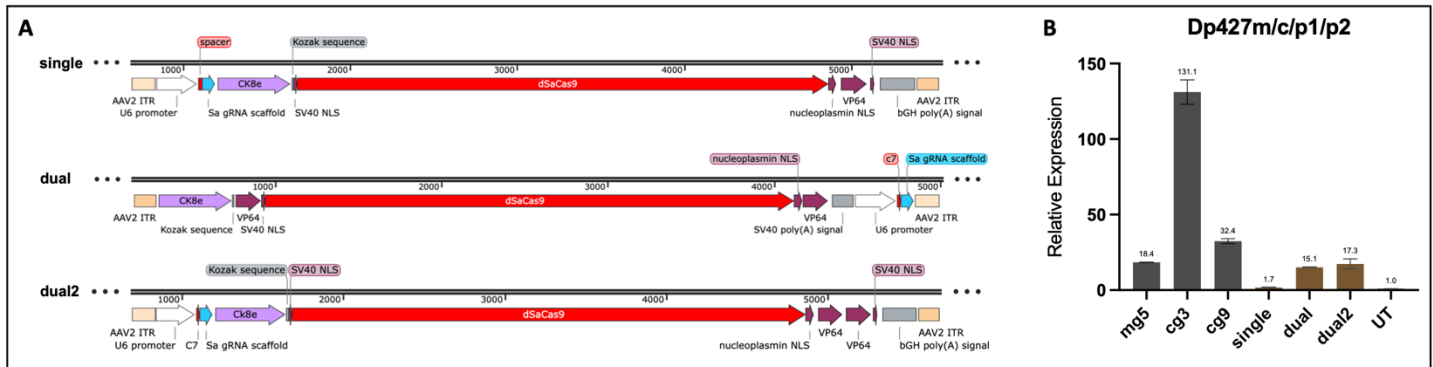 A
single
spacer
Kozak sequence
SV40 NLS
1000 2000 3000 4000 5000
CK8e
dSaCas9
AAV2 ITR
VP64
AAV2 ITR
U6 promoter
Sa gRNA scaffold
SV40 NLS
nucleoplasmin NLS
bGH poly(A) signal
dual
nucleoplasmin NLS
c7
Sa gRNA scaffold
1000 2000 3000 4000 5000
CK8e
dSaCas9
AAV2 ITR
VP64
VP64
AAV2 ITR
Kozak sequence
SV40 NLS
SV40 poly(A) signal
U6 promoter
dual2
Kozak sequence
SV40 NLS
SV40 NLS
1000 2000 3000 4000 5000
Ck8e
dSaCas9
AAV2 ITR
VP64
AAV2 ITR
U6 promoter
C7
Sa gRNA scaffold
nucleoplasmin NLS
VP64
bGH poly(A) signal
B
Dp427m/c/p1/p2
Relative Expression
150
100
50
0
18.4
131.1
32.4
1.7
15.1
17.3
1.0
mg5
cg3
cg9
single
dual
dual2
UT